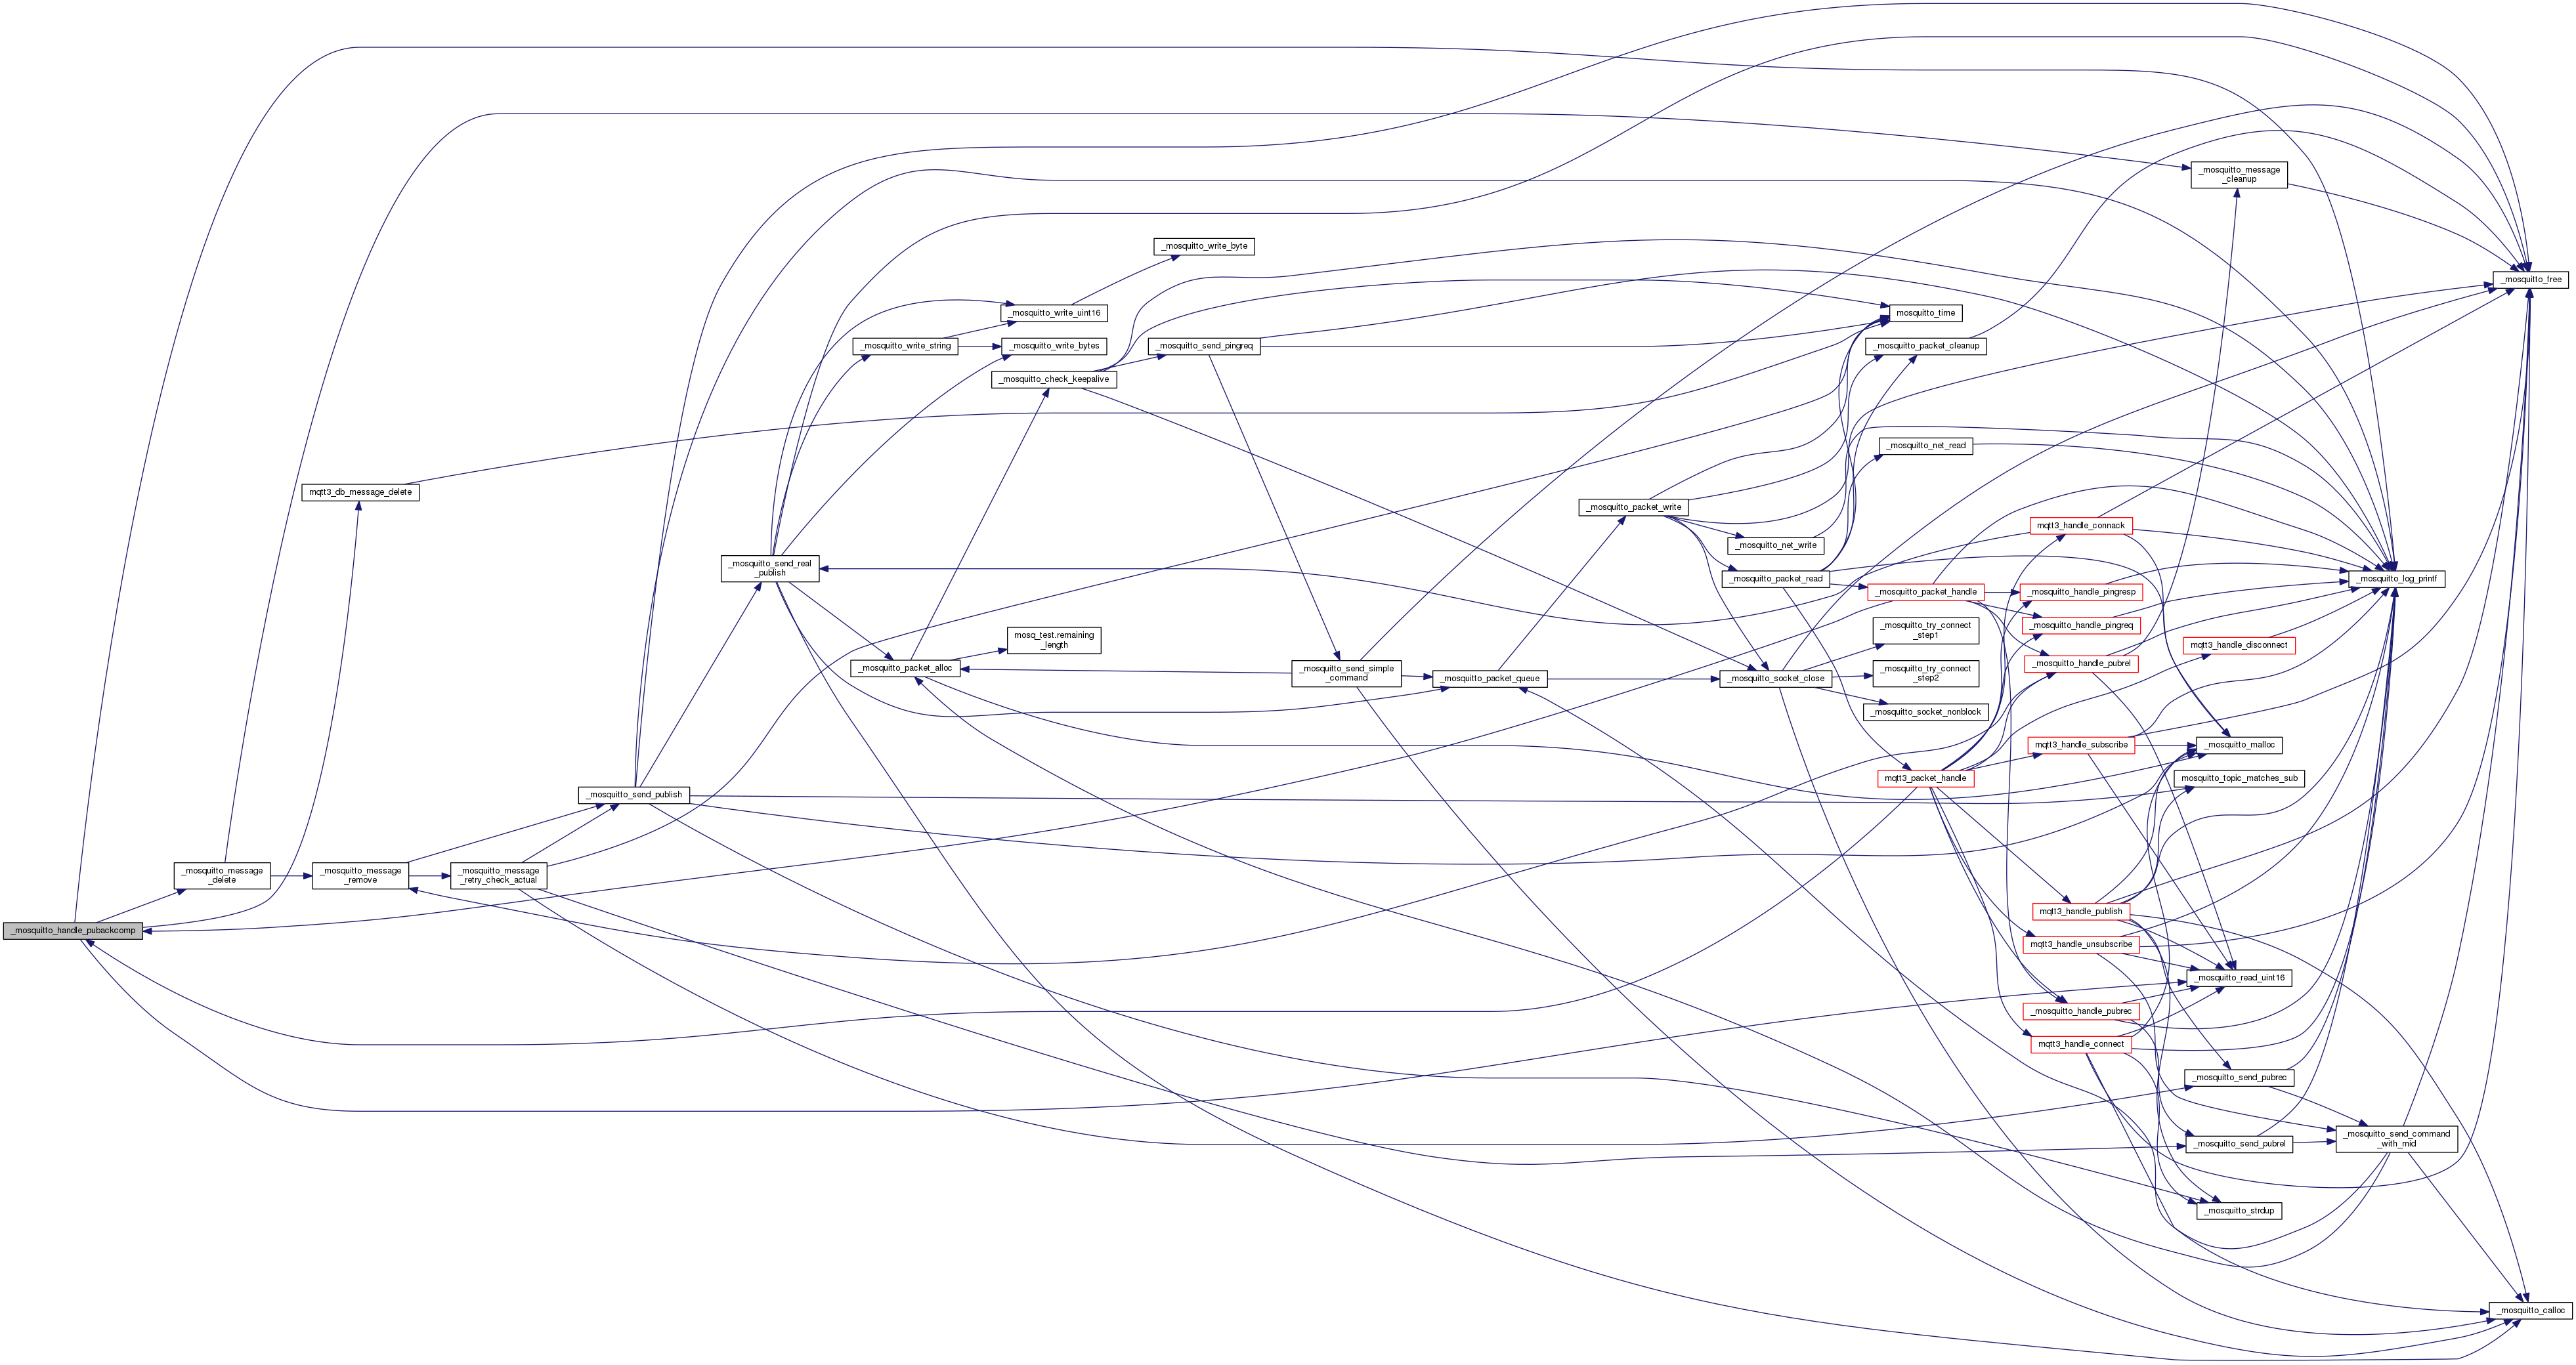 _mosquitto_handle_pubackcomp
_mosquitto_message
_delete
mqtt3_db_message_delete
_mosquitto_message
_remove
_mosquitto_message
_retry_check_actual
_mosquitto_send_publish
_mosquitto_send_real
_publish
_mosquitto_write_string
_mosquitto_packet_alloc
_mosquitto_write_uint16
_mosquitto_write_bytes
_mosquitto_check_keepalive
mosq_test.remaining
_length
_mosquitto_write_byte
_mosquitto_send_pingreq
_mosquitto_send_simple
_command
_mosquitto_packet_queue
_mosquitto_packet_write
_mosquitto_net_write
_mosquitto_packet_read
_mosquitto_socket_close
mosquitto_time
_mosquitto_packet_cleanup
_mosquitto_net_read
_mosquitto_packet_handle
_mosquitto_try_connect
_step1
_mosquitto_try_connect
_step2
_mosquitto_socket_nonblock
mqtt3_packet_handle
mqtt3_handle_connack
_mosquitto_handle_pingresp
_mosquitto_handle_pingreq
_mosquitto_handle_pubrel
mqtt3_handle_subscribe
mqtt3_handle_publish
mqtt3_handle_unsubscribe
_mosquitto_handle_pubrec
mqtt3_handle_connect
_mosquitto_message
_cleanup
mqtt3_handle_disconnect
_mosquitto_malloc
mosquitto_topic_matches_sub
_mosquitto_read_uint16
_mosquitto_send_pubrec
_mosquitto_send_pubrel
_mosquitto_strdup
_mosquitto_log_printf
_mosquitto_send_command
_with_mid
_mosquitto_free
_mosquitto_calloc